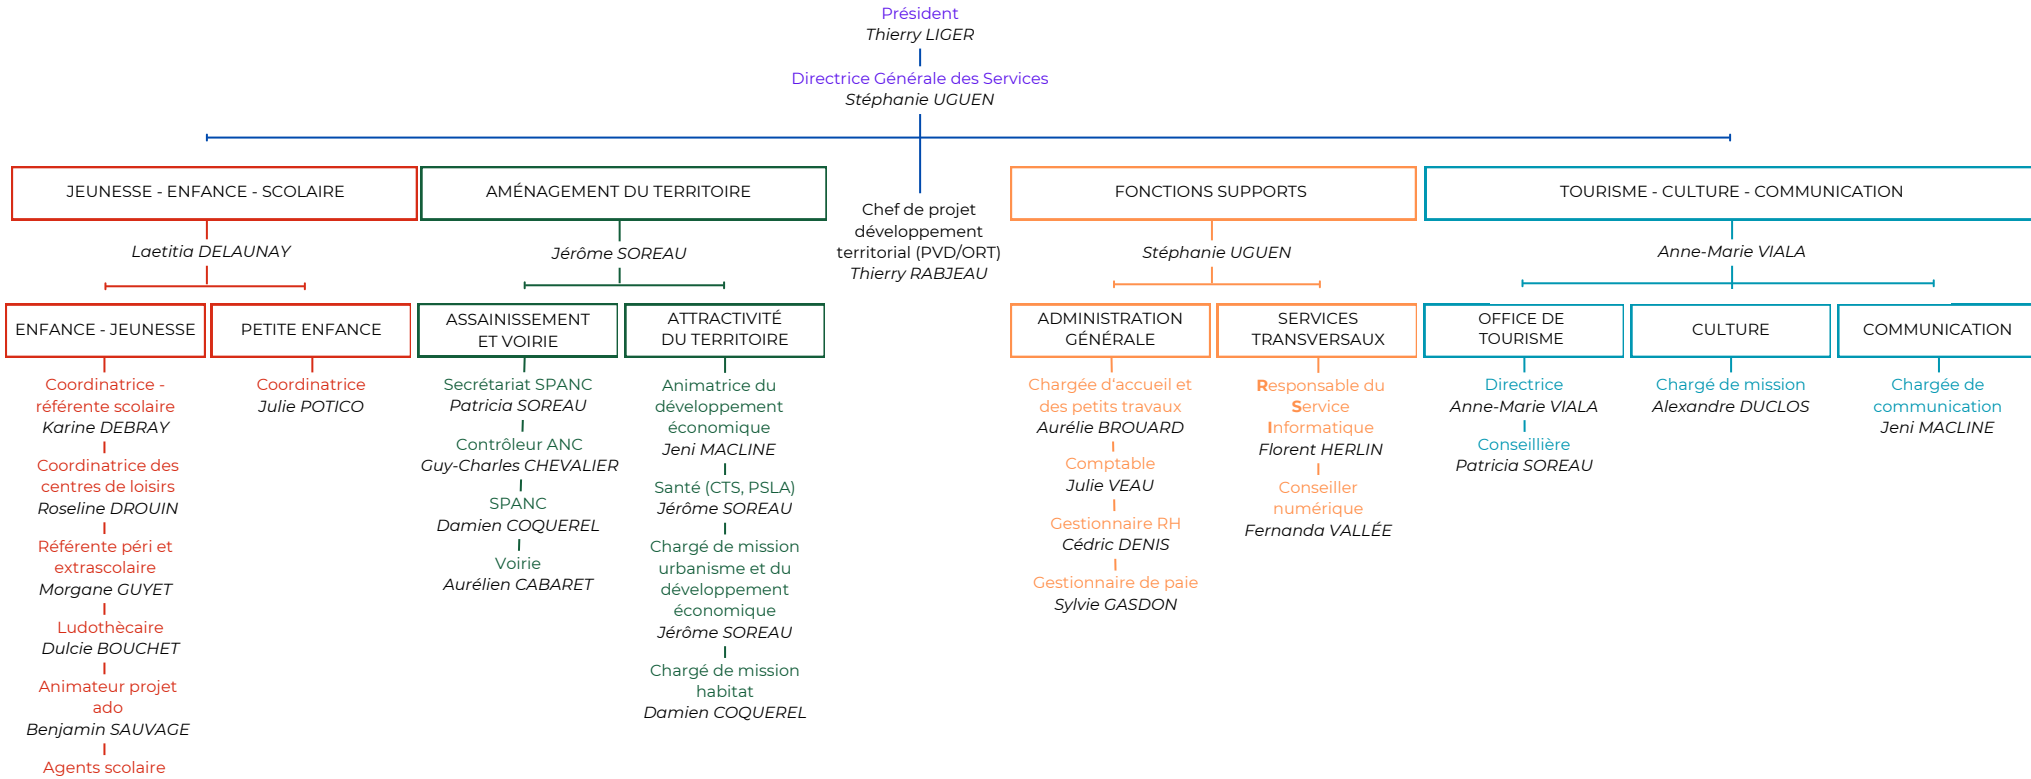 Président
Thierry LIGER
Directrice Générale des Services
Stéphanie UGUEN
JEUNESSE - ENFANCE - SCOLAIRE
Laetitia DELAUNAY
ENFANCE - JEUNESSE
Coordinatrice -
référente scolaire
Karine DEBRAY
Coordinatrice des
centres de loisirs
Roseline DROUIN
Référente péri et
extrascolaire
Morgane GUYET
Ludothècaire
Dulcie BOUCHET
Animateur projet
ado
Benjamin SAUVAGE
Agents scolaire
PETITE ENFANCE
Coordinatrice
Julie POTICO
AMÉNAGEMENT DU TERRITOIRE
Jérôme SOREAU
ASSAINISSEMENT
ET VOIRIE
Secrétariat SPANC
Patricia SOREAU
Contrôleur ANC
Guy-Charles CHEVALIER
SPANC
Damien COQUEREL
Voirie
Aurélien CABARET
ATTRACTIVITÉ
DU TERRITOIRE
Animatrice du
développement
économique
Jeni MACLINE
Santé (CTS, PSLA)
Jérôme SOREAU
Chargé de mission
urbanisme et du
développement
économique
Jérôme SOREAU
Chargé de mission
habitat
Damien COQUEREL
Chef de projet
développement
territorial (PVD/ORT)
Thierry RABJEAU
FONCTIONS SUPPORTS
Stéphanie UGUEN
ADMINISTRATION
GÉNÉRALE
Chargée d'accueil et
des petits travaux
Aurélie BROUARD
Comptable
Julie VEAU
Gestionnaire RH
Cédric DENIS
Gestionnaire de paie
Sylvie GASDON
SERVICES
TRANSVERSAUX
Responsable du
Service
Informatique
Florent HERLIN
Conseiller
numérique
Fernanda VALLÉE
TOURISME - CULTURE - COMMUNICATION
Anne-Marie VIALA
OFFICE DE
TOURISME
Directrice
Anne-Marie VIALA
Conseillière
Patricia SOREAU
CULTURE
Chargé de mission
Alexandre DUCLOS
COMMUNICATION
Chargée de
communication
Jeni MACLINE